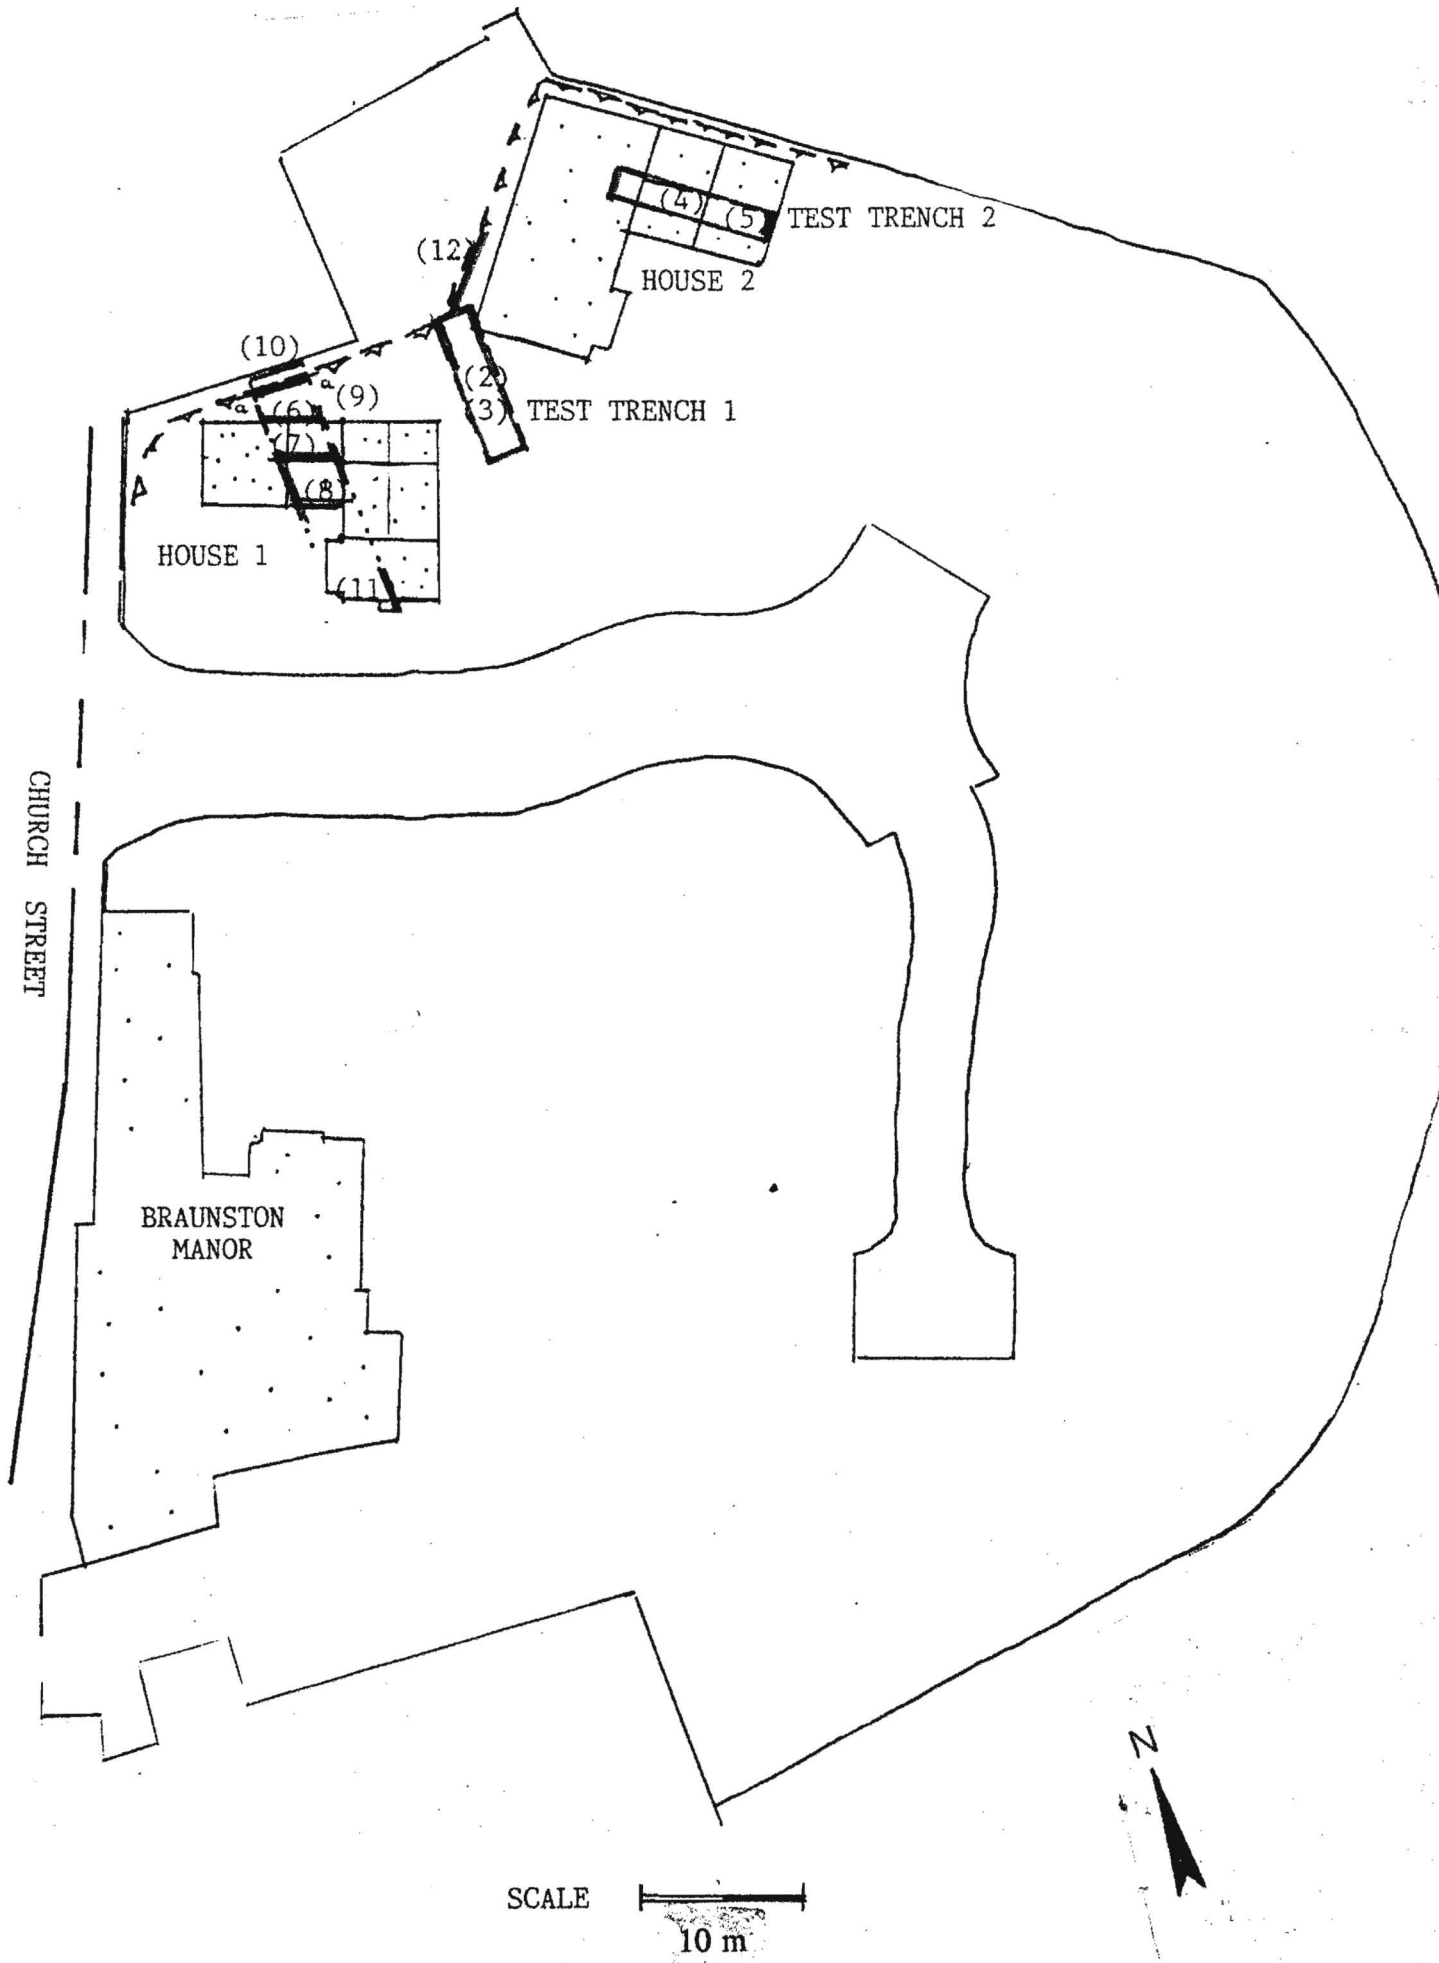 (4)
(5) TEST TRENCH 2
(12)
HOUSE 2
(10)
a
a
(9)
(2)
(6)
(3) TEST TRENCH 1
(7)
(8)
HOUSE 1
(11
CHURCH STREET
BRAUNSTON
MANOR
N
SCALE
10 m